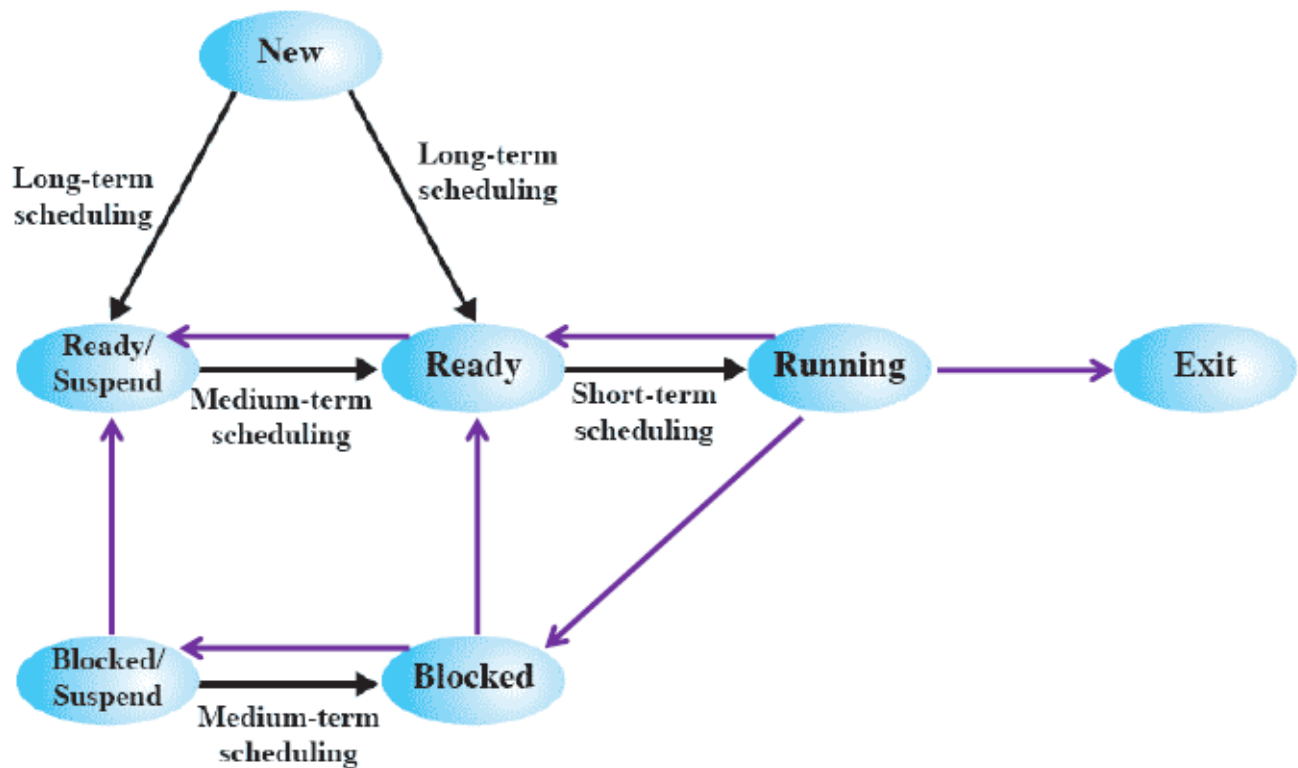 New
Long-term
scheduling
Long-term
scheduling
Ready/
Suspend
Ready
Running
Exit
Medium-term
scheduling
Short-term
scheduling
Blocked/
Suspend
Blocked
Medium-term
scheduling